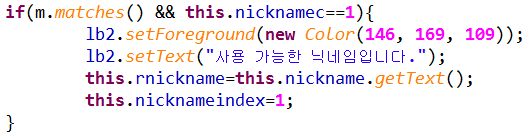 if(m.matches() && this.nicknamec==1){
lb2.setForeground(new Color(146, 169, 109));
lb2.setText("사용 가능한 닉네임입니다.");
this.rnickname=this.nickname.getText();
this.nicknameindex=1;
}